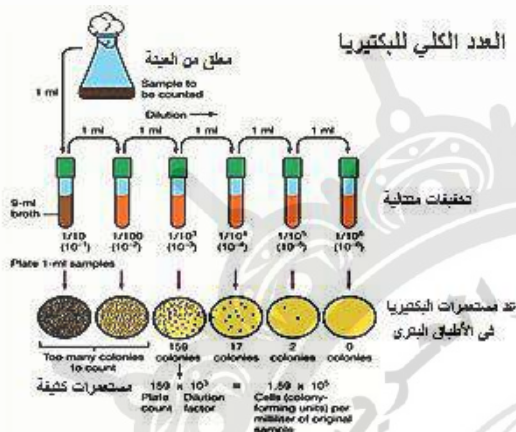 العدد الكلي للبكتيريا
معلق من العينة
Sample to
be counted
1 ml
Dilution
1 ml 1 ml 1 ml 1 ml 1 ml
9-ml
broth
تخفيفات متتالية
1/10 1/100 1/10³ 1/10⁴ 1/10⁵ 1/10⁶
(10⁻¹) (10⁻²) (10⁻³) (10⁻⁴) (10⁻⁵) (10⁻⁶)
Plate 1-ml samples
عد مستعمرات البكتيريا
في الأطباق البتري
Too many colonies
to count
159 colonies
17 colonies
2 colonies
0 colonies
مستعمرات كثيفة
159 × 10³ = 1.59 × 10⁵
Plate count
Dilution factor
Cells (colony-
forming units) per
milliliter of original
sample